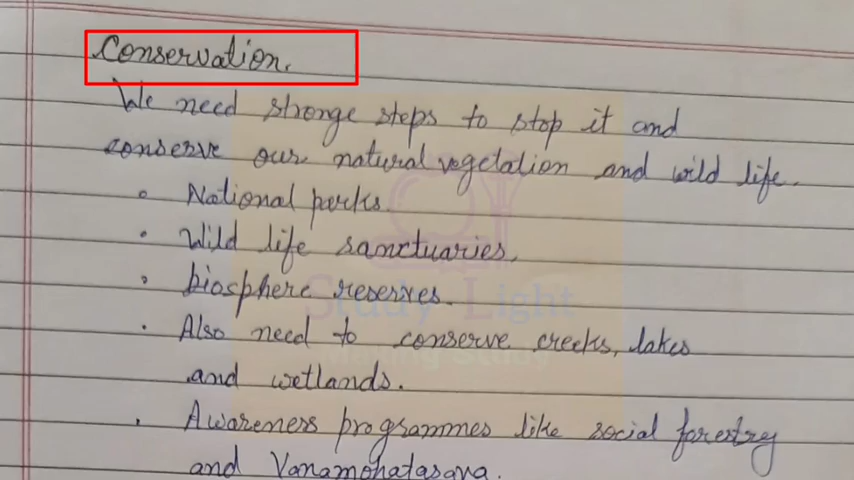 Conservation.
We need stronge steps to stop it and
conserve our natural vegetation and wild life.
• National parks
• Wild life sanctuaries.
• biosphere reserves.
• Also need to conserve creeks, lakes
and wetlands.
• Awareness programmes like social forestry
and Vanamohatasava.
Study Light